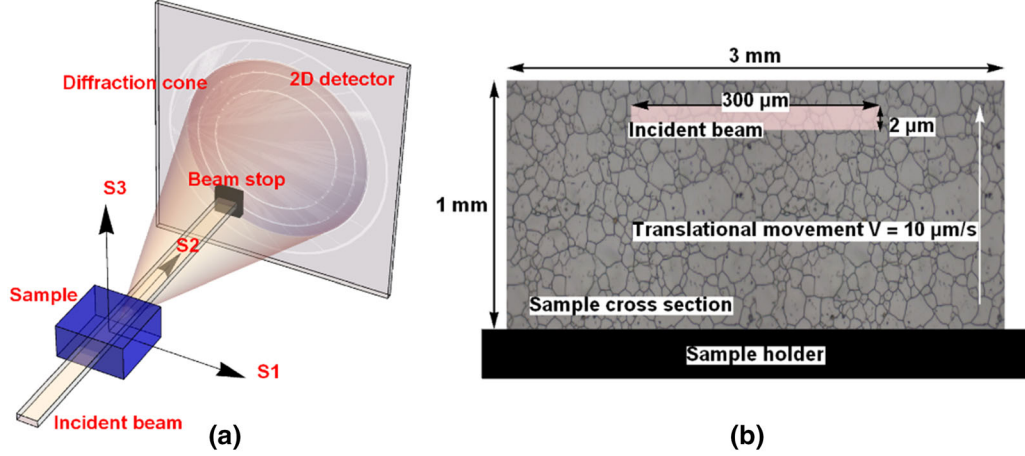 Diffraction cone
2D detector
Beam stop
S3
S2
Sample
S1
Incident beam
(a)
3 mm
300 µm
Incident beam
2 µm
1 mm
Translational movement V = 10 µm/s
Sample cross section
Sample holder
(b)